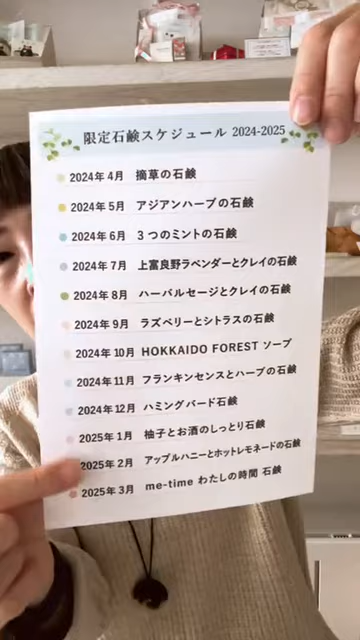 限定石鹸スケジュール 2024-2025
2024年 4月 摘草の石鹸
2024年 5月 アジアンハーブの石鹸
2024年 6月 3つのミントの石鹸
2024年 7月 上富良野ラベンダーとクレイの石鹸
2024年 8月 ハーバルセージとクレイの石鹸
2024年 9月 ラズベリーとシトラスの石鹸
2024年 10月 HOKKAIDO FOREST ソープ
2024年 11月 フランキンセンスとハーブの石鹸
2024年 12月 ハミングバード石鹸
2025年 1月 柚子とお酒のしっとり石鹸
2025年 2月 アップルハニーとホットレモネードの石鹸
2025年 3月 me-time わたしの時間 石鹸